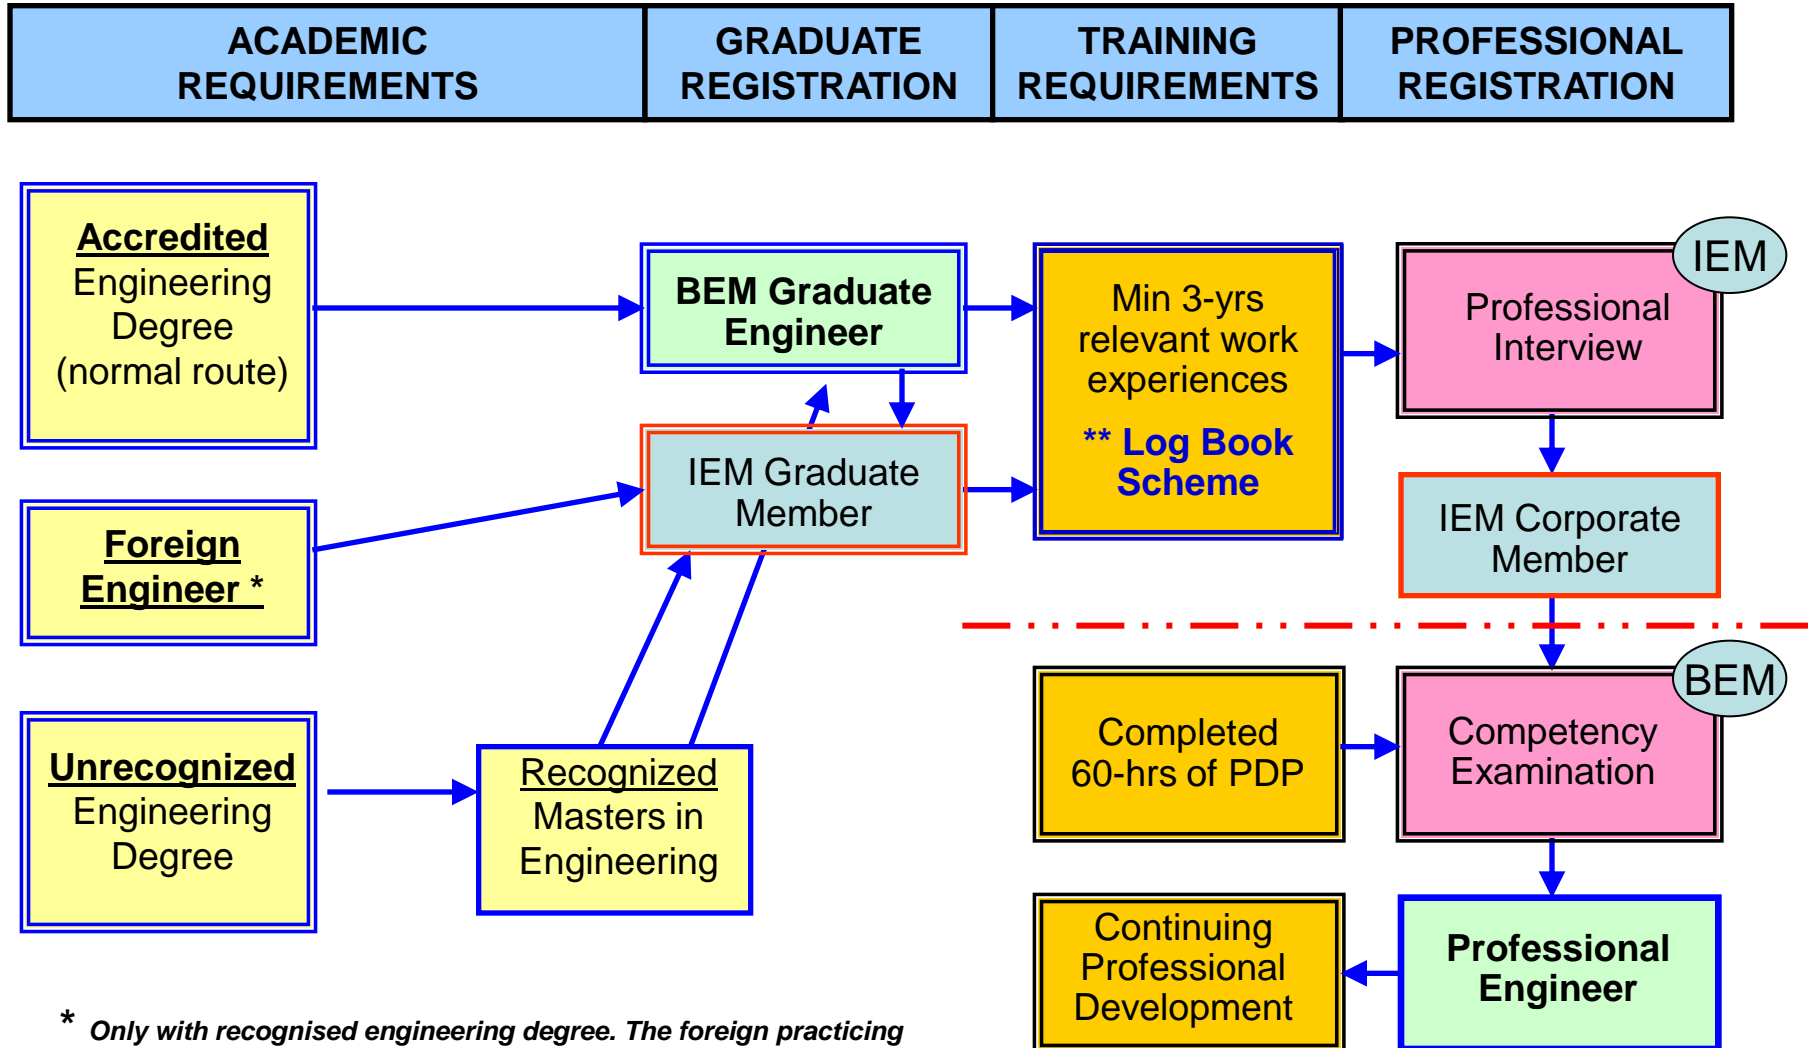 ACADEMIC
REQUIREMENTS
GRADUATE
REGISTRATION
TRAINING
REQUIREMENTS
PROFESSIONAL
REGISTRATION
Accredited
Engineering
Degree
(normal route)
BEM Graduate
Engineer
Min 3-yrs
relevant work
experiences
** Log Book
Scheme
IEM
Professional
Interview
Foreign
Engineer *
IEM Graduate
Member
IEM Corporate
Member
Unrecognized
Engineering
Degree
Recognized
Masters in
Engineering
Completed
60-hrs of PDP
BEM
Competency
Examination
Continuing
Professional
Development
Professional
Engineer
* Only with recognised engineering degree. The foreign practicing